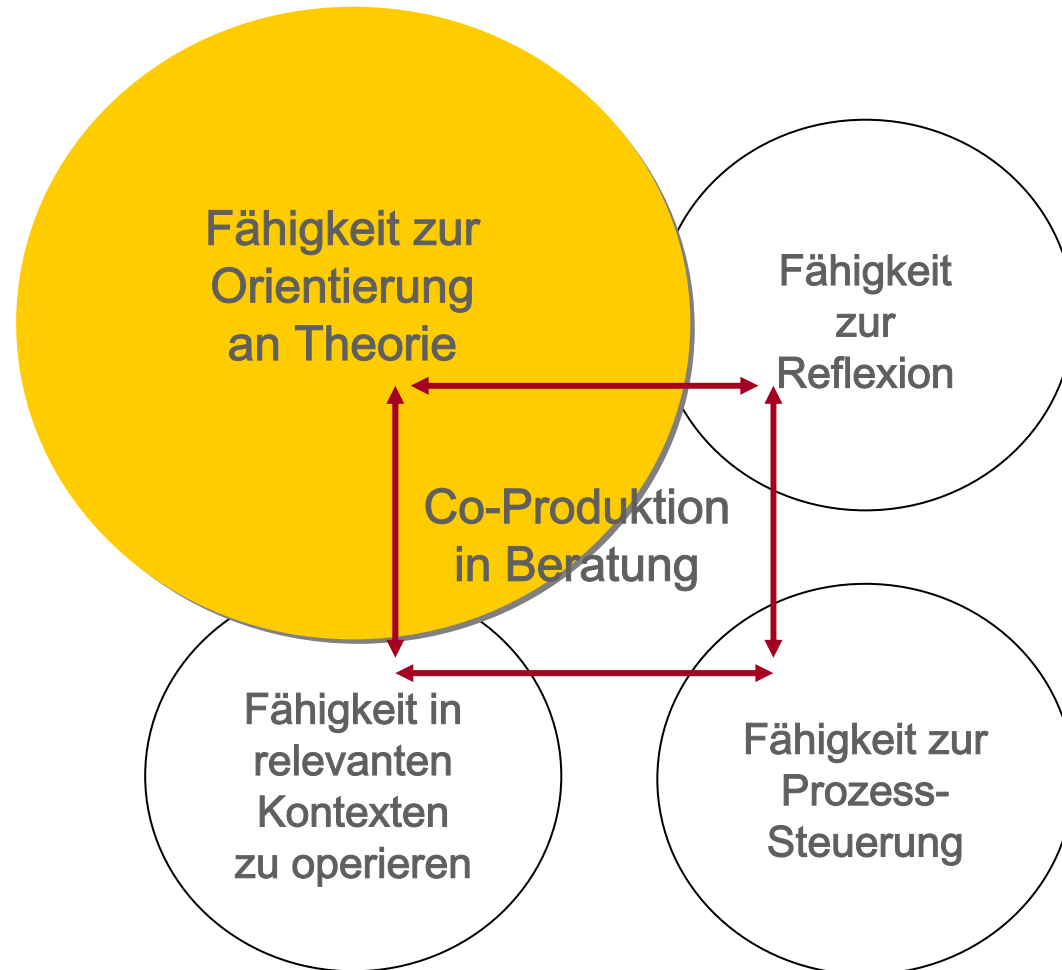 Fähigkeit zur
Orientierung
an Theorie
Fähigkeit
zur
Reflexion
Co-Produktion
in Beratung
Fähigkeit in
relevanten
Kontexten
zu operieren
Fähigkeit zur
Prozess-
Steuerung